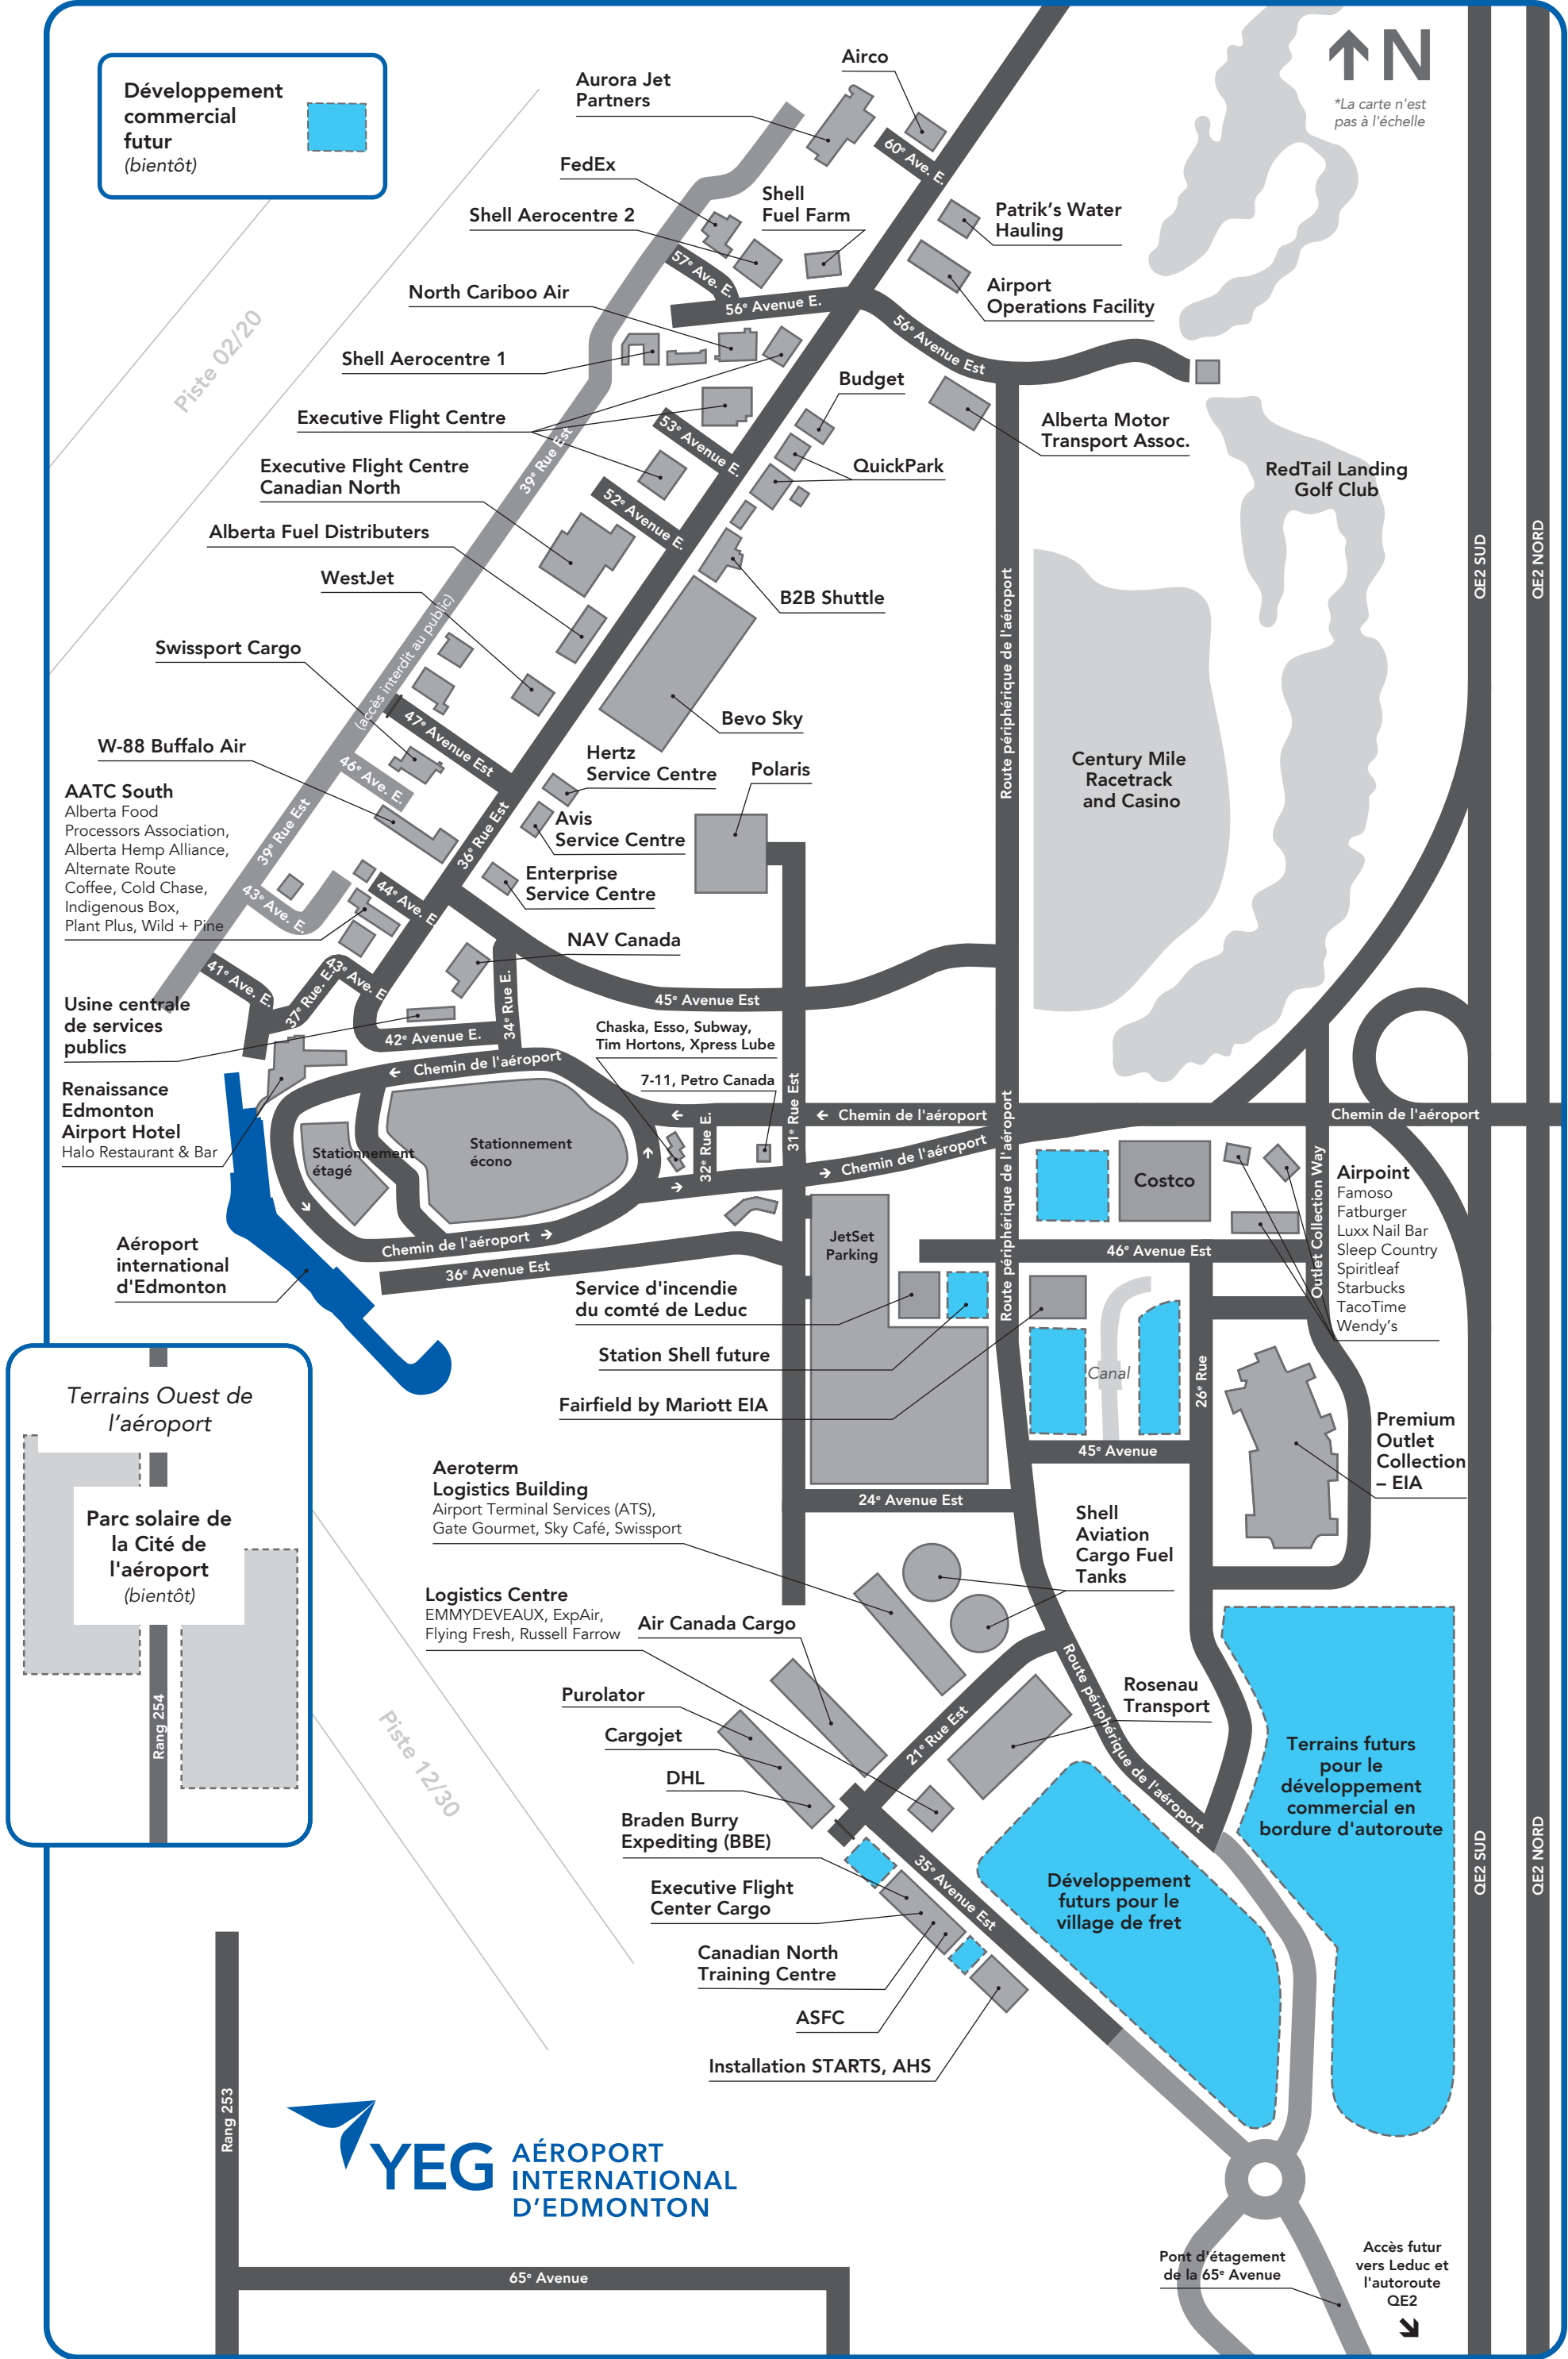 Développement
commercial
futur
(bientôt)
N
*La carte n'est
pas à l'échelle
Airco
Aurora Jet
Partners
60e Ave. E.
FedEx
Shell
Fuel Farm
Shell Aerocentre 2
Patrik's Water
Hauling
57e Ave. E.
North Cariboo Air
56e Avenue E.
Airport
Operations Facility
56e Avenue Est
Piste 02/20
Shell Aerocentre 1
Budget
Executive Flight Centre
Alberta Motor
Transport Assoc.
53e Avenue E.
39e Rue Est
QuickPark
RedTail Landing
Golf Club
Executive Flight Centre
Canadian North
52e Avenue E.
Alberta Fuel Distributers
QE2 SUD
QE2 NORD
WestJet
B2B Shuttle
Route périphérique de l'aéroport
(accès interdit au public)
Swissport Cargo
Bevo Sky
47e Avenue Est
W-88 Buffalo Air
Hertz
Service Centre
Polaris
Century Mile
Racetrack
and Casino
46e Ave. E.
AATC South
Alberta Food
Processors Association,
Alberta Hemp Alliance,
Alternate Route
Coffee, Cold Chase,
Indigenous Box,
Plant Plus, Wild + Pine
39e Rue Est
36e Rue Est
Avis
Service Centre
Enterprise
Service Centre
43e Ave. E.
44e Ave. E
NAV Canada
41e Ave. E.
37e Rue. E.
43e Ave. E
34e Rue E.
45e Avenue Est
Usine centrale
de services
publics
42e Avenue E.
Chaska, Esso, Subway,
Tim Hortons, Xpress Lube
Chemin de l'aéroport
7-11, Petro Canada
Renaissance
Edmonton
Airport Hotel
Halo Restaurant & Bar
31e Rue Est
Chemin de l'aéroport
Chemin de l'aéroport
Route périphérique de l'aéroport
Stationnement
étagé
Stationnement
écono
32e Rue E.
Chemin de l'aéroport
Costco
Outlet Collection Way
Airpoint
Famoso
Fatburger
Luxx Nail Bar
Sleep Country
Spiritleaf
Starbucks
TacoTime
Wendy's
Aéroport
international
d'Edmonton
Chemin de l'aéroport
36e Avenue Est
JetSet
Parking
46e Avenue Est
Service d'incendie
du comté de Leduc
Station Shell future
Canal
26e Rue
Fairfield by Mariott EIA
Terrains Ouest de
l'aéroport
45e Avenue
Premium
Outlet
Collection
– EIA
Aeroterm
Logistics Building
Airport Terminal Services (ATS),
Gate Gourmet, Sky Café, Swissport
24e Avenue Est
Shell
Aviation
Cargo Fuel
Tanks
Parc solaire de
la Cité de
l'aéroport
(bientôt)
Logistics Centre
EMMYDEVEAUX, ExpAir,
Flying Fresh, Russell Farrow
Air Canada Cargo
Rang 254
Route périphérique de l'aéroport
Rosenau
Transport
Purolator
Piste 12/30
Cargojet
21e Rue Est
DHL
Terrains futurs
pour le
développement
commercial en
bordure d'autoroute
Braden Burry
Expediting (BBE)
QE2 SUD
QE2 NORD
35e Avenue Est
Executive Flight
Center Cargo
Développement
futurs pour le
village de fret
Canadian North
Training Centre
ASFC
Installation STARTS, AHS
Rang 253
YEG
AÉROPORT
INTERNATIONAL
D'EDMONTON
Pont d'étagement
de la 65e Avenue
Accès futur
vers Leduc et
l'autoroute
QE2
65e Avenue